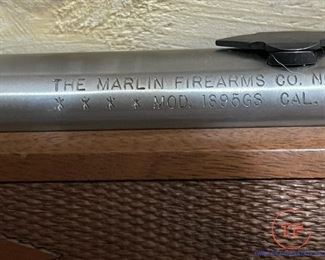 THE MARLIN FIREARMS CO. N
* * * * MOD. 1895GS CAL.